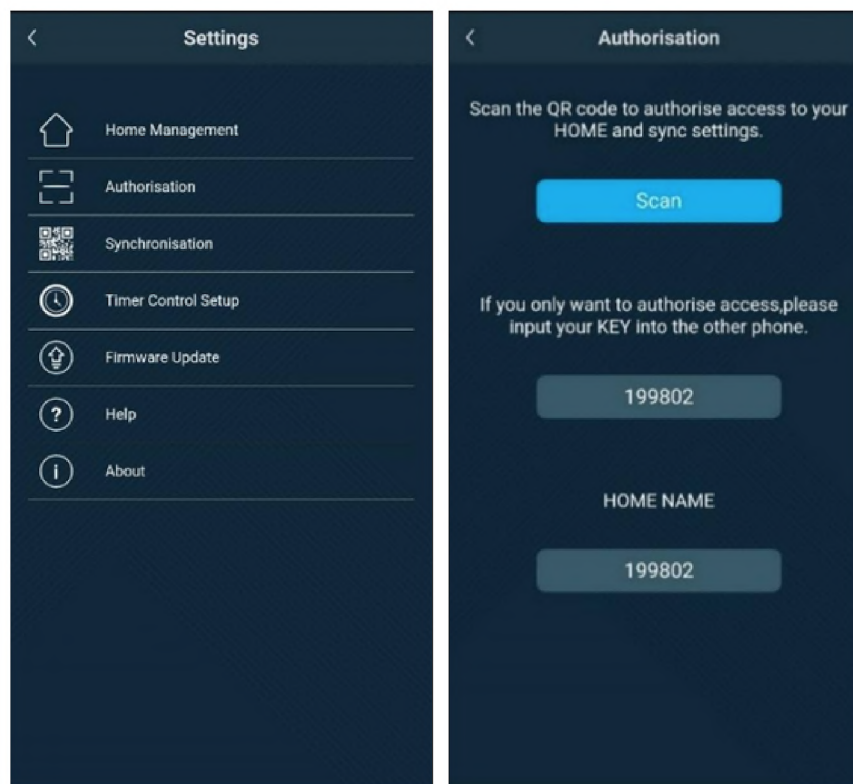 Settings
Home Management
Authorisation
Synchronisation
Timer Control Setup
Firmware Update
Help
About
Authorisation
Scan the QR code to authorise access to your
HOME and sync settings.
Scan
If you only want to authorise access,please
input your KEY into the other phone.
199802
HOME NAME
199802